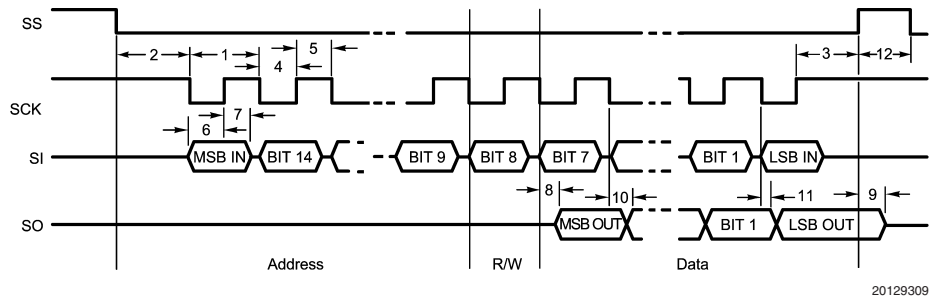 SS
2 1 5 4 3 12
SCK
6 7
SI MSB IN BIT 14 BIT 9 BIT 8 BIT 7 BIT 1 LSB IN
8 10 11 9
SO MSB OUT BIT 1 LSB OUT
Address R/W Data
20129309